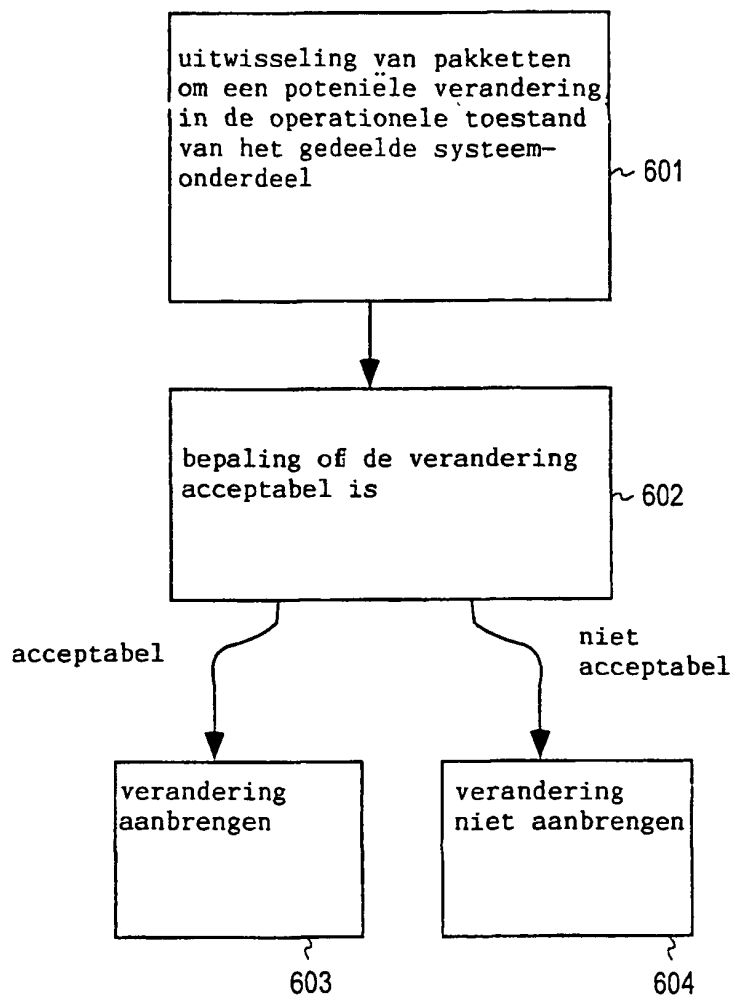 uitwisseling van pakketten
om een poteniële verandering
in de operationele toestand
van het gedeelde systeem-
onderdeel
601
bepaling of de verandering
acceptabel is
602
acceptabel
niet
acceptabel
verandering
aanbrengen
verandering
niet aanbrengen
603
604